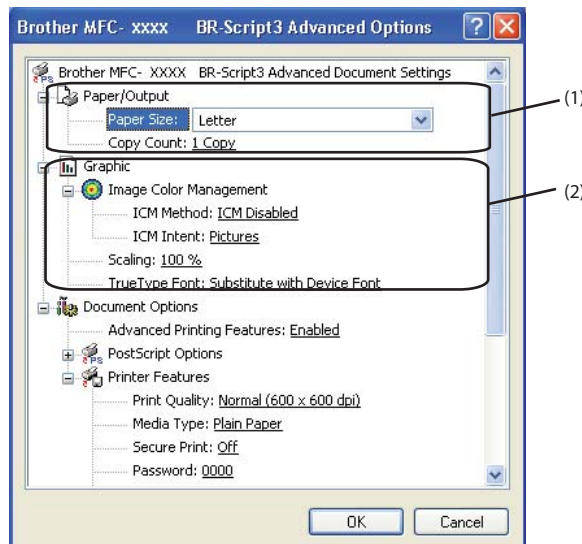 Brother MFC- xxxx BR-Script3 Advanced Options
Brother MFC- XXXX BR-Script3 Advanced Document Settings
Paper/Output
Paper Size: Letter
Copy Count: 1 Copy
(1)
Graphic
Image Color Management
(2)
ICM Method: ICM Disabled
ICM Intent: Pictures
Scaling: 100 %
TrueType Font: Substitute with Device Font
Document Options
Advanced Printing Features: Enabled
PostScript Options
Printer Features
Print Quality: Normal (600 x 600 dpi)
Media Type: Plain Paper
Secure Print: Off
Password: 0000
OK Cancel